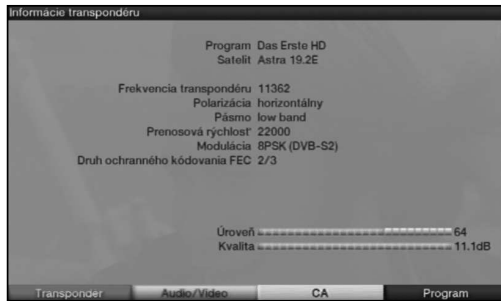 Informácie transpondéru
Program Das Erste HD
Satelit Astra 19.2E
Frekvencia transpondéru 11362
Polarizácia horizontálny
Pásmo low band
Prenosová rýchlosť 22000
Modulácia 8PSK (DVB-S2)
Druh ochranného kódovania FEC 2/3
Úroveň 64
Kvalita 11.1dB
Transponder Audio/Video CA Program